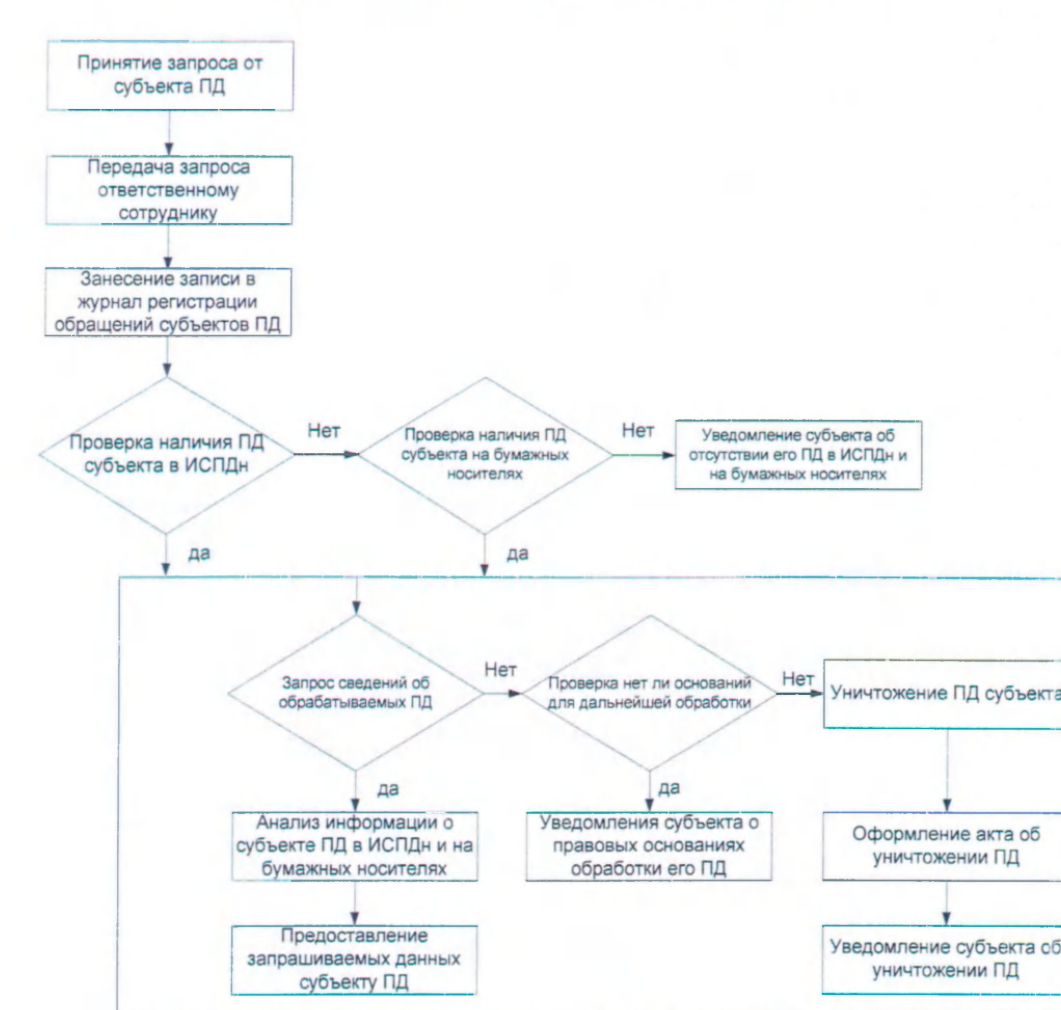 Принятие запроса от
субъекта ПД
Передача запроса
ответственному
сотруднику
Занесение записи в
журнал регистрации
обращений субъектов ПД
Проверка наличия ПД
субъекта в ИСПДн
Нет
Проверка наличия ПД
субъекта на бумажных
носителях
Нет
Уведомление субъекта об
отсутствии его ПД в ИСПДн и
на бумажных носителях
да
да
Запрос сведений об
обрабатываемых ПД
Нет
Проверка нет ли оснований
для дальнейшей обработки
Нет
Уничтожение ПД субъекта
да
да
Анализ информации о
субъекте ПД в ИСПДн и на
бумажных носителях
Уведомления субъекта о
правовых основаниях
обработки его ПД
Оформление акта об
уничтожении ПД
Предоставление
запрашиваемых данных
субъекту ПД
Уведомление субъекта об
уничтожении ПД